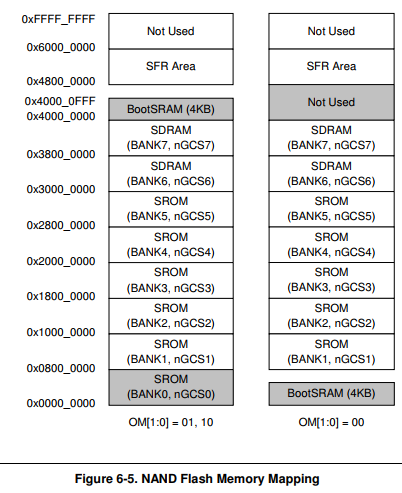 0xFFFF_FFFF
Not Used
Not Used
0x6000_0000
SFR Area
SFR Area
0x4800_0000
0x4000_0FFF
BootSRAM (4KB)
Not Used
0x4000_0000
SDRAM
(BANK7, nGCS7)
SDRAM
(BANK7, nGCS7)
0x3800_0000
SDRAM
(BANK6, nGCS6)
SDRAM
(BANK6, nGCS6)
0x3000_0000
SROM
(BANK5, nGCS5)
SROM
(BANK5, nGCS5)
0x2800_0000
SROM
(BANK4, nGCS4)
SROM
(BANK4, nGCS4)
0x2000_0000
SROM
(BANK3, nGCS3)
SROM
(BANK3, nGCS3)
0x1800_0000
SROM
(BANK2, nGCS2)
SROM
(BANK2, nGCS2)
0x1000_0000
SROM
(BANK1, nGCS1)
SROM
(BANK1, nGCS1)
0x0800_0000
SROM
(BANK0, nGCS0)
BootSRAM (4KB)
0x0000_0000
OM[1:0] = 01, 10
OM[1:0] = 00
Figure 6-5. NAND Flash Memory Mapping